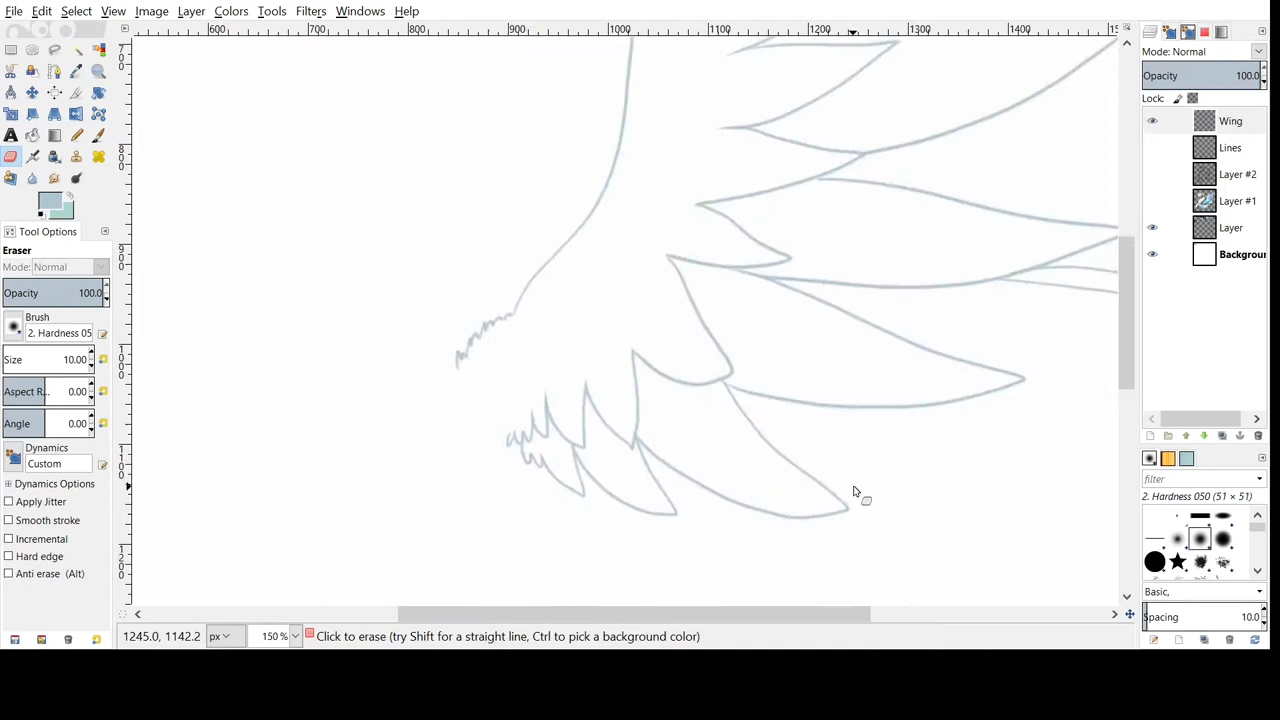 File Edit Select View Image Layer Colors Tools Filters Windows Help
600 700 800 900 1000 1100 1200 1300 1400
Mode: Normal
Opacity 100.0
Lock:
Wing
Lines
Layer #2
Layer #1
Layer
Backgroun
Tool Options
Eraser
Mode: Normal
Opacity 100.0
Brush
2. Hardness 05
Size 10.00
Aspect R... 0.00
Angle 0.00
Dynamics
Custom
Dynamics Options
Apply Jitter
Smooth stroke
Incremental
Hard edge
Anti erase (Alt)
filter
2. Hardness 050 (51 × 51)
Basic,
Spacing 10.0
1245.0, 1142.2 px 150 % Click to erase (try Shift for a straight line, Ctrl to pick a background color)